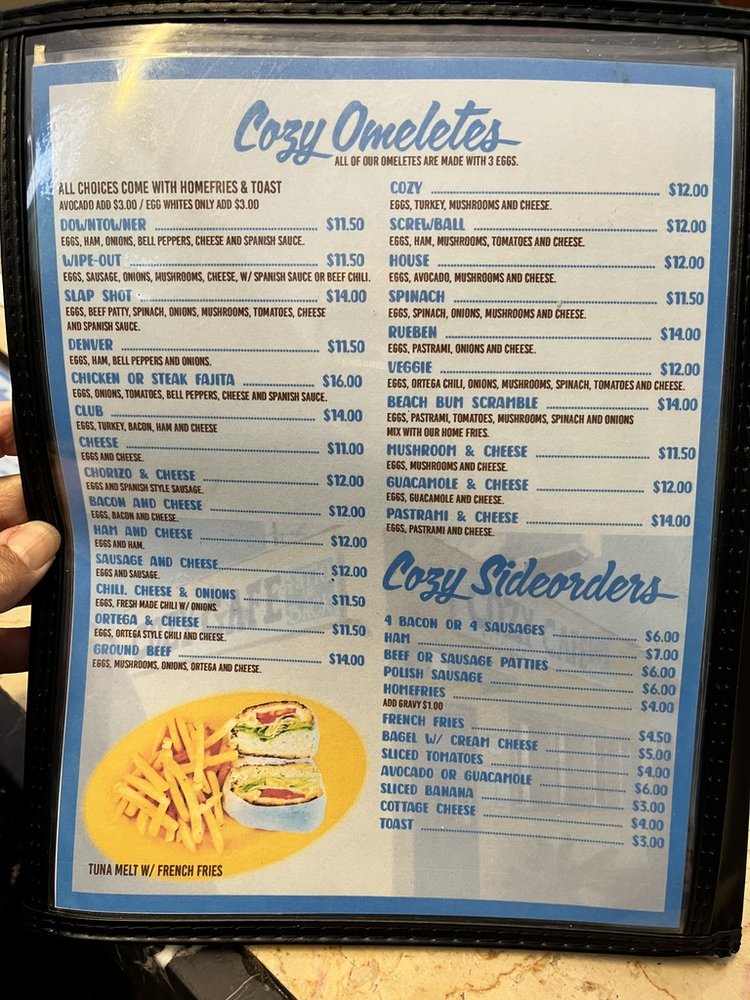 Cozy Omeletes
ALL OF OUR OMELETES ARE MADE WITH 3 EGGS.
ALL CHOICES COME WITH HOMEFRIES & TOAST
AVOCADO ADD $3.00 / EGG WHITES ONLY ADD $3.00
DOWNTOWNER $11.50
EGGS, HAM, ONIONS, BELL PEPPERS, CHEESE AND SPANISH SAUCE.
WIPE-OUT $11.50
EGGS, SAUSAGE, ONIONS, MUSHROOMS, CHEESE, W/ SPANISH SAUCE OR BEEF CHILI.
SLAP SHOT $14.00
EGGS, BEEF PATTY, SPINACH, ONIONS, MUSHROOMS, TOMATOES, CHEESE
AND SPANISH SAUCE.
DENVER $11.50
EGGS, HAM, BELL PEPPERS AND ONIONS.
CHICKEN OR STEAK FAJITA $16.00
EGGS, ONIONS, TOMATOES, BELL PEPPERS, CHEESE AND SPANISH SAUCE.
CLUB $14.00
EGGS, TURKEY, BACON, HAM AND CHEESE
CHEESE $11.00
EGGS AND CHEESE.
CHORIZO & CHEESE $12.00
EGGS AND SPANISH STYLE SAUSAGE.
BACON AND CHEESE $12.00
EGGS, BACON AND CHEESE.
HAM AND CHEESE $12.00
EGGS AND HAM.
SAUSAGE AND CHEESE $12.00
EGGS AND SAUSAGE.
CHILI, CHEESE & ONIONS $11.50
EGGS, FRESH MADE CHILI W/ ONIONS.
ORTEGA & CHEESE $11.50
EGGS, ORTEGA STYLE CHILI AND CHEESE.
GROUND BEEF $14.00
EGGS, MUSHROOMS, ONIONS, ORTEGA AND CHEESE.
TUNA MELT W/ FRENCH FRIES
COZY $12.00
EGGS, TURKEY, MUSHROOMS AND CHEESE.
SCREWBALL $12.00
EGGS, HAM, MUSHROOMS, TOMATOES AND CHEESE.
HOUSE $12.00
EGGS, AVOCADO, MUSHROOMS AND CHEESE.
SPINACH $11.50
EGGS, SPINACH, ONIONS, MUSHROOMS AND CHEESE.
RUEBEN $14.00
EGGS, PASTRAMI, ONIONS AND CHEESE.
VEGGIE $12.00
EGGS, ORTEGA CHILI, ONIONS, MUSHROOMS, SPINACH, TOMATOES AND CHEESE.
BEACH BUM SCRAMBLE $14.00
EGGS, PASTRAMI, TOMATOES, MUSHROOMS, SPINACH AND ONIONS
MIX WITH OUR HOME FRIES.
MUSHROOM & CHEESE $11.50
EGGS, MUSHROOMS AND CHEESE.
GUACAMOLE & CHEESE $12.00
EGGS, GUACAMOLE AND CHEESE.
PASTRAMI & CHEESE $14.00
EGGS, PASTRAMI AND CHEESE.
Cozy Sideorders
4 BACON OR 4 SAUSAGES $6.00
HAM $7.00
BEEF OR SAUSAGE PATTIES $6.00
POLISH SAUSAGE $6.00
HOMEFRIES $4.00
ADD GRAVY $1.00
FRENCH FRIES $4.50
BAGEL W/ CREAM CHEESE $5.00
SLICED TOMATOES $4.00
AVOCADO OR GUACAMOLE $6.00
SLICED BANANA $3.00
COTTAGE CHEESE $4.00
TOAST $3.00